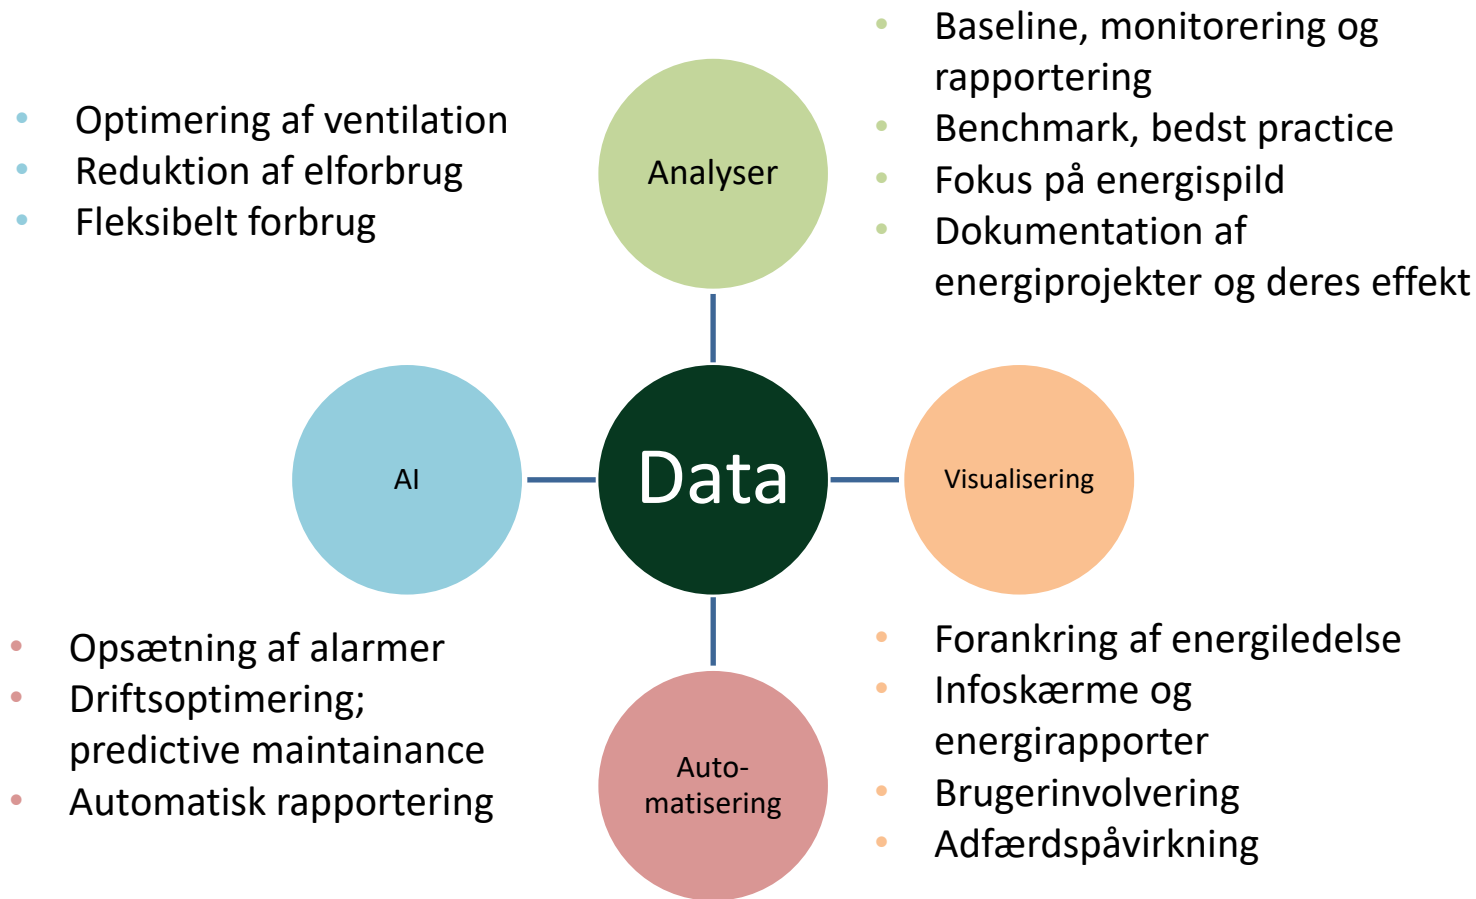 Optimering af ventilation
Reduktion af elforbrug
Fleksibelt forbrug
Analyser
Baseline, monitorering og
rapportering
Benchmark, bedst practice
Fokus på energispild
Dokumentation af
energiprojekter og deres effekt
AI
Data
Visualisering
Opsætning af alarmer
Driftsoptimering;
predictive maintainance
Automatisk rapportering
Auto-
matisering
Forankring af energiledelse
Infoskærme og
energirapporter
Brugerinvolvering
Adfærdspåvirkning